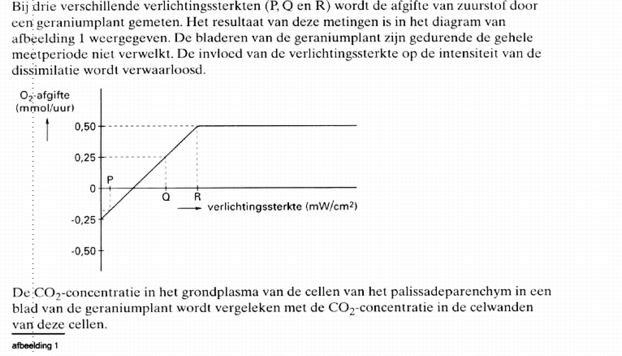 Bij drie verschillende verlichtingssterkten (P, Q en R) wordt de afgifte van zuurstof door
een geraniumplant gemeten. Het resultaat van deze metingen is in het diagram van
afbeelding 1 weergegeven. De bladeren van de geraniumplant zijn gedurende de gehele
meetperiode niet verwelkt. De invloed van de verlichtingssterkte op de intensiteit van de
dissimilatie wordt verwaarloosd.
O₂-afgifte
(mmol/uur)
0,50
0,25
P
0
Q R
verlichtingssterkte (mW/cm²)
-0,25
-0,50
De CO₂-concentratie in het grondplasma van de cellen van het palissadeparenchym in een
blad van de geraniumplant wordt vergeleken met de CO₂-concentratie in de celwanden
van deze cellen.
afbeelding 1